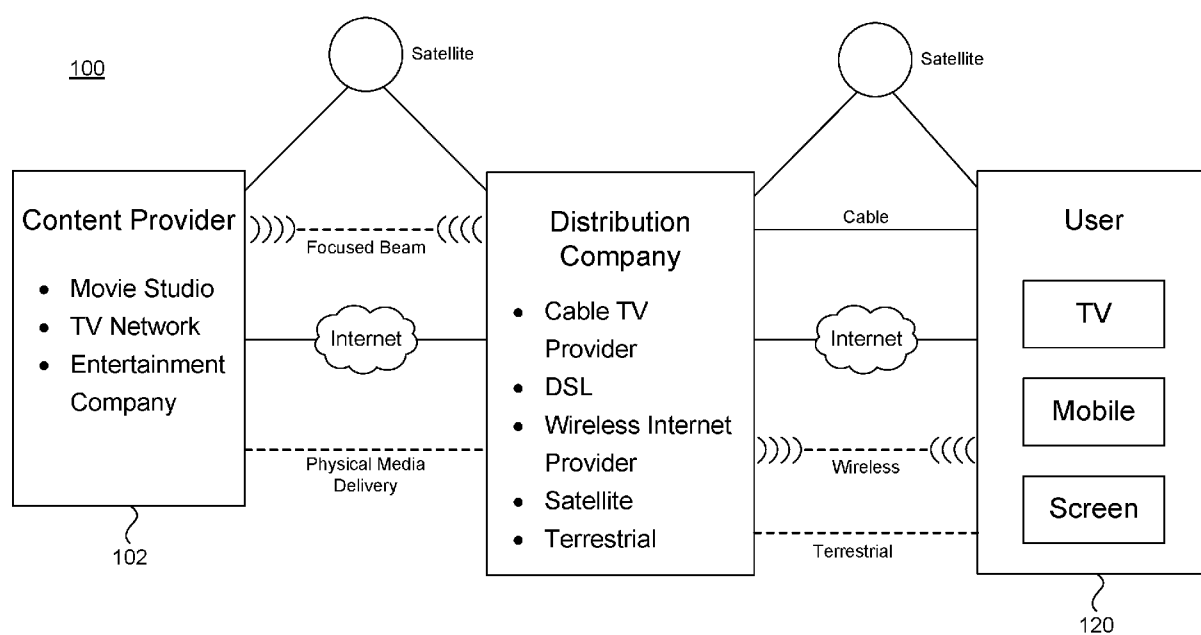 100
Satellite
Satellite
Content Provider
• Movie Studio
• TV Network
• Entertainment
Company
102
Focused Beam
Internet
Physical Media
Delivery
Distribution
Company
• Cable TV
Provider
• DSL
• Wireless Internet
Provider
• Satellite
• Terrestrial
Cable
Internet
Wireless
Terrestrial
User
TV
Mobile
Screen
120